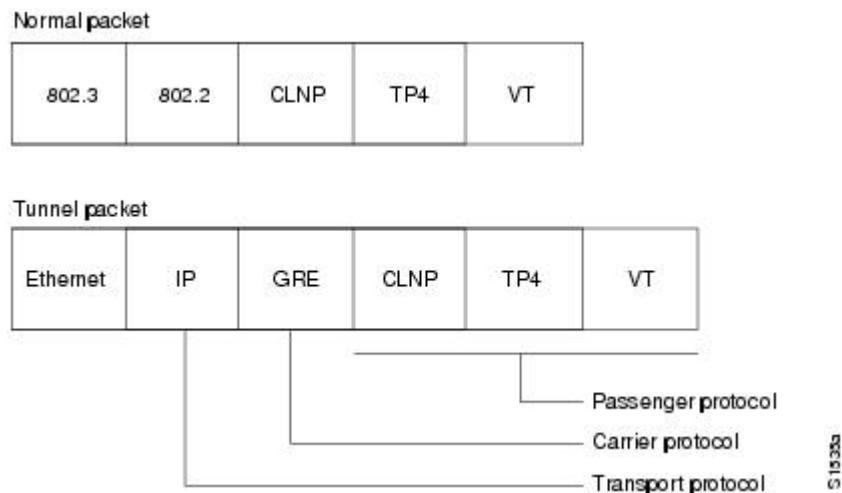 Normal packet
802.3 802.2 CLNP TP4 VT
Tunnel packet
Ethernet IP GRE CLNP TP4 VT
Passenger protocol
Carrier protocol
Transport protocol
S1535a